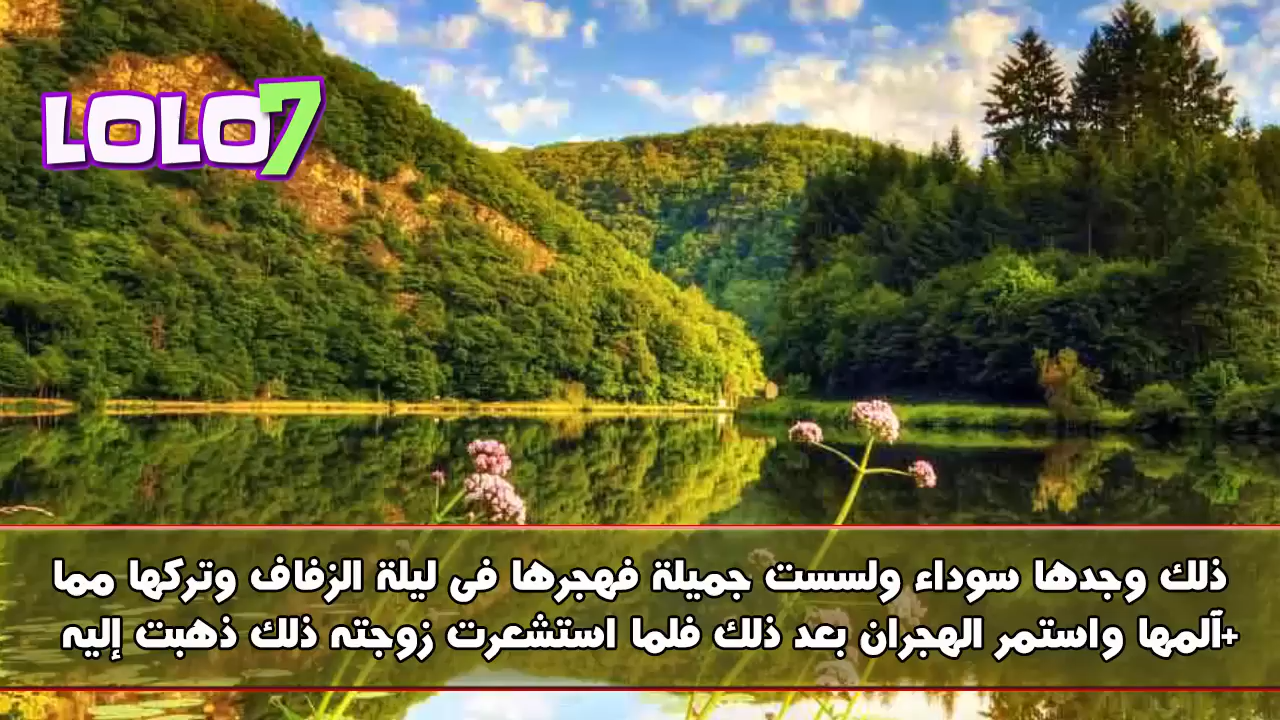 LOLO7
ذلك وجدها سوداء ولسست جميلة فهجرها فى ليلة الزفاف وتركها مما
+آلمها واستمر الهجران بعد ذلك فلما استشعرت زوجته ذلك ذهبت إليه